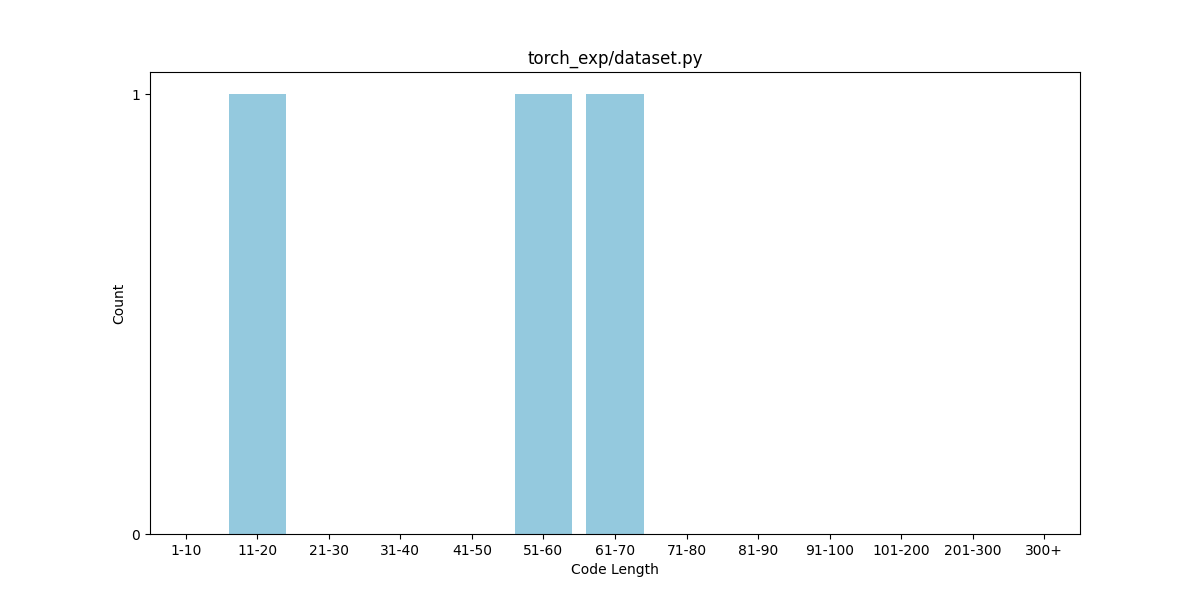 torch_exp/dataset.py
Count
1
0
1-10 11-20 21-30 31-40 41-50 51-60 61-70 71-80 81-90 91-100 101-200 201-300 300+
Code Length